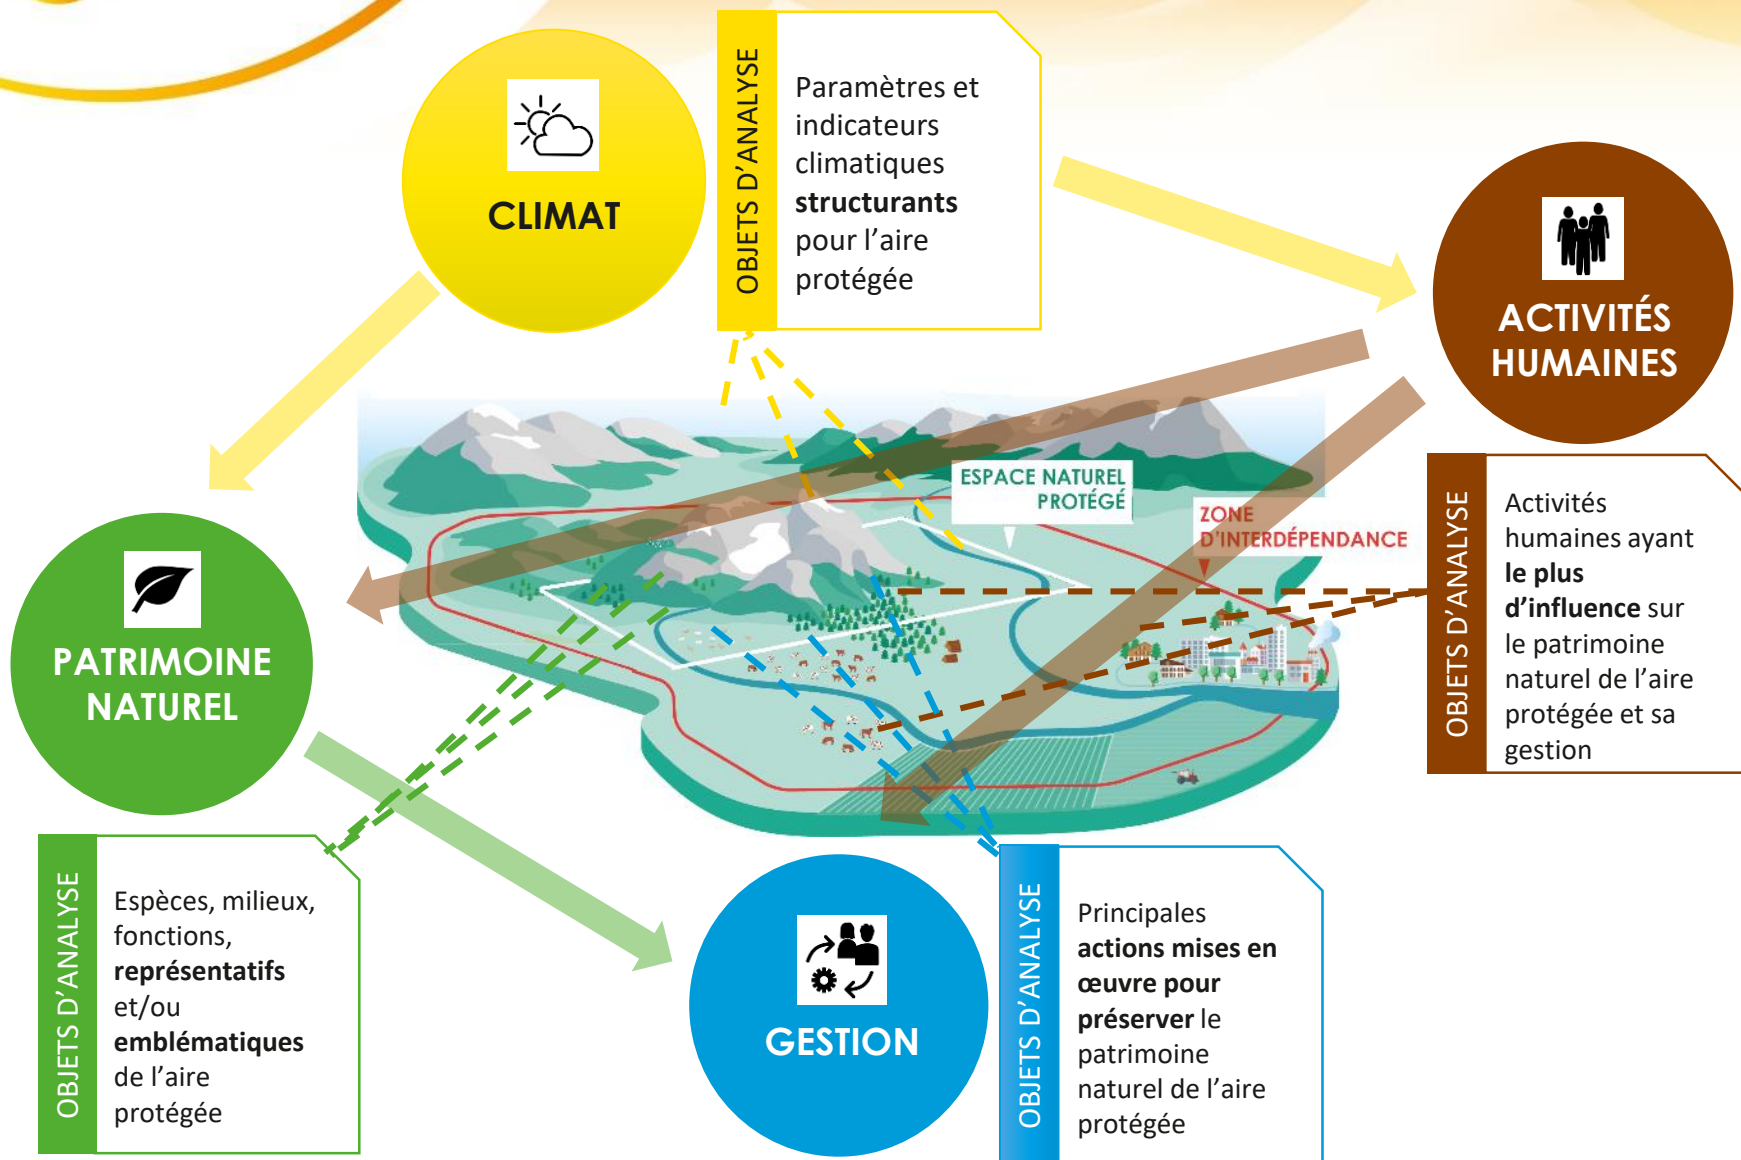 CLIMAT
OBJETS D’ANALYSE
Paramètres et
indicateurs
climatiques
structurants
pour l’aire
protégée
ACTIVITÉS
HUMAINES
OBJETS D’ANALYSE
Activités
humaines ayant
le plus
d’influence sur
le patrimoine
naturel de l’aire
protégée et sa
gestion
ESPACE NATUREL
PROTÉGÉ
ZONE
D'INTERDÉPENDANCE
PATRIMOINE
NATUREL
OBJETS D’ANALYSE
Espèces, milieux,
fonctions,
représentatifs
et/ou
emblématiques
de l’aire
protégée
GESTION
OBJETS D’ANALYSE
Principales
actions mises en
œuvre pour
préserver le
patrimoine
naturel de l’aire
protégée